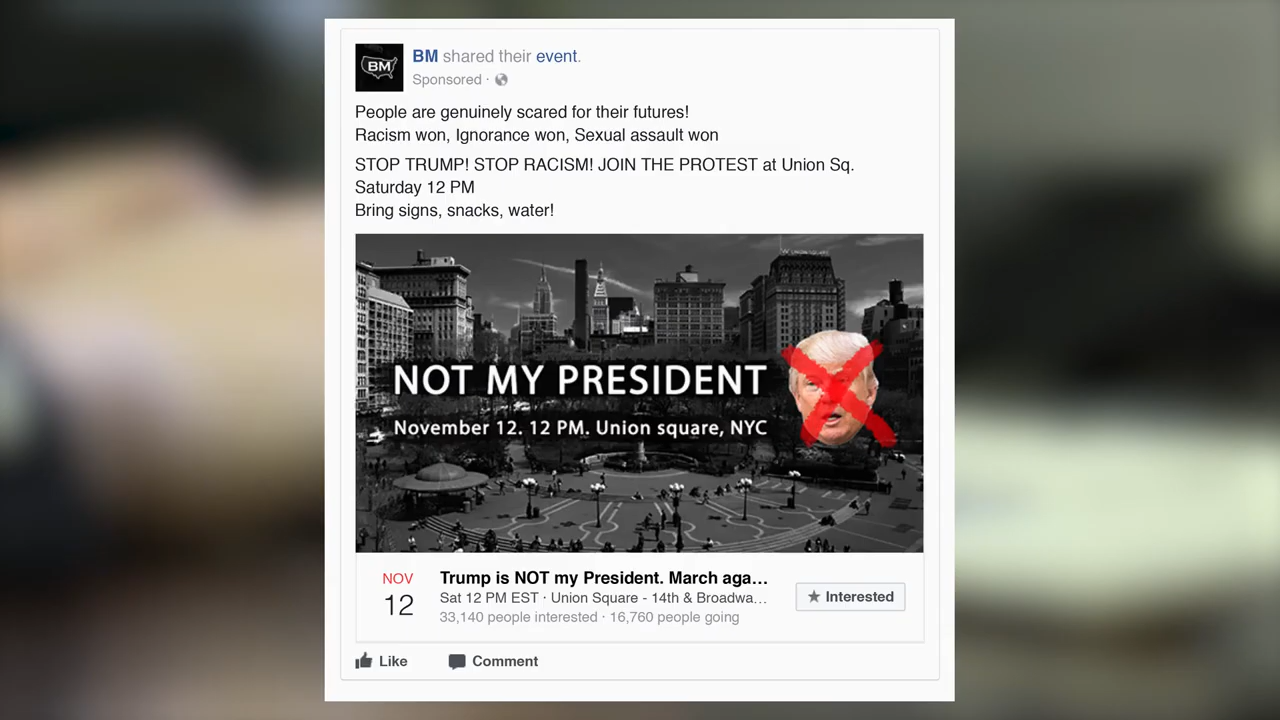 BM
BM shared their event.
Sponsored ·
People are genuinely scared for their futures!
Racism won, Ignorance won, Sexual assault won
STOP TRUMP! STOP RACISM! JOIN THE PROTEST at Union Sq.
Saturday 12 PM
Bring signs, snacks, water!
NOT MY PRESIDENT
November 12. 12 PM. Union square, NYC
NOV
12
Trump is NOT my President. March aga…
Sat 12 PM EST · Union Square - 14th & Broadwa…
33,140 people interested · 16,760 people going
Interested
Like
Comment